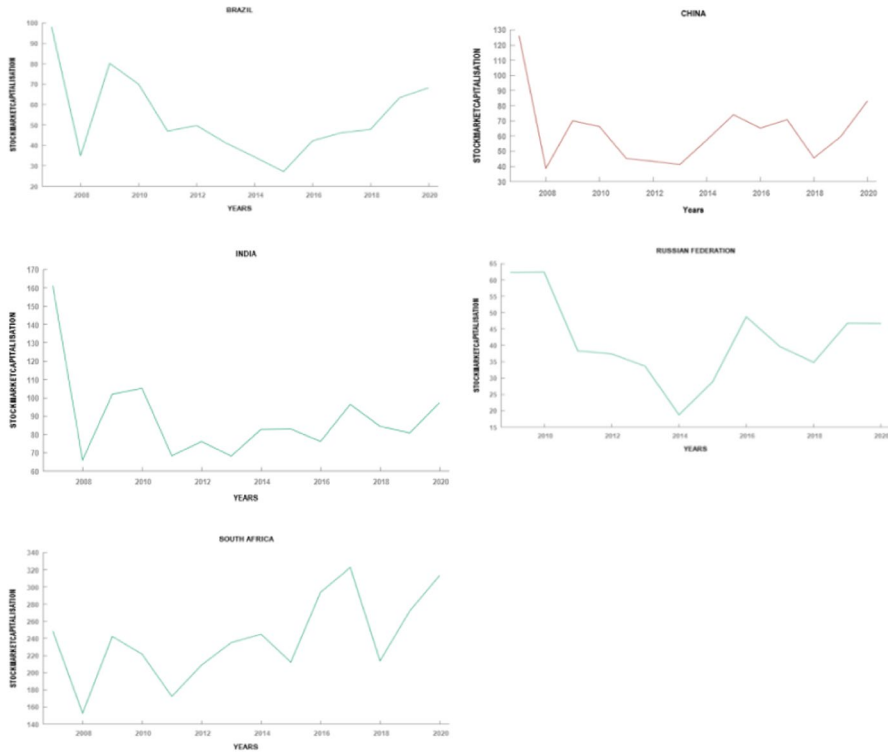 BRAZIL
STOCKMARKETCAPITALISATION
100
90
80
70
60
50
40
30
20
2008 2010 2012 2014 2016 2018 2020
YEARS
CHINA
STOCKMARKETCAPITALISATION
130
120
110
100
90
80
70
60
50
40
30
2008 2010 2012 2014 2016 2018 2020
Years
INDIA
STOCKMARKETCAPITALISATION
170
160
150
140
130
120
110
100
90
80
70
60
2008 2010 2012 2014 2016 2018 2020
YEARS
RUSSIAN FEDERATION
STOCKMARKETCAPITALISATION
65
60
55
50
45
40
35
30
25
20
15
2010 2012 2014 2016 2018 2020
YEARS
SOUTH AFRICA
STOCKMARKETCAPITALISATION
340
320
300
280
260
240
220
200
180
160
140
2008 2010 2012 2014 2016 2018 2020
YEARS